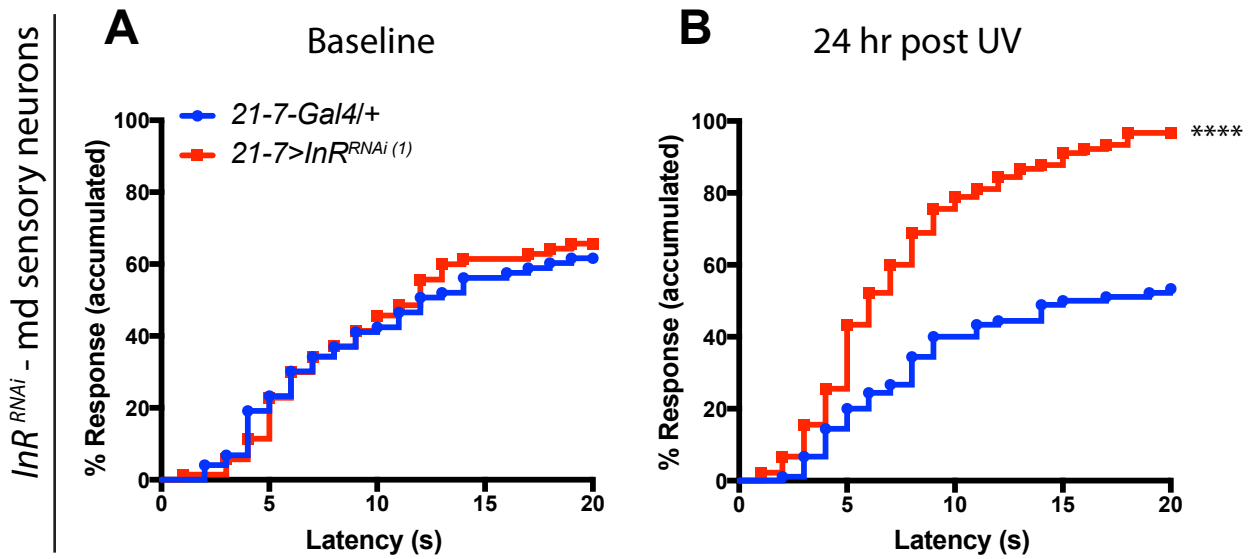 InR RNAi - md sensory neurons
A
Baseline
21-7-Gal4/+
21-7>InR RNAi (1)
% Response (accumulated)
100
80
60
40
20
0
0 5 10 15 20
Latency (s)
B
24 hr post UV
% Response (accumulated)
100
80
60
40
20
0
0 5 10 15 20
Latency (s)
****